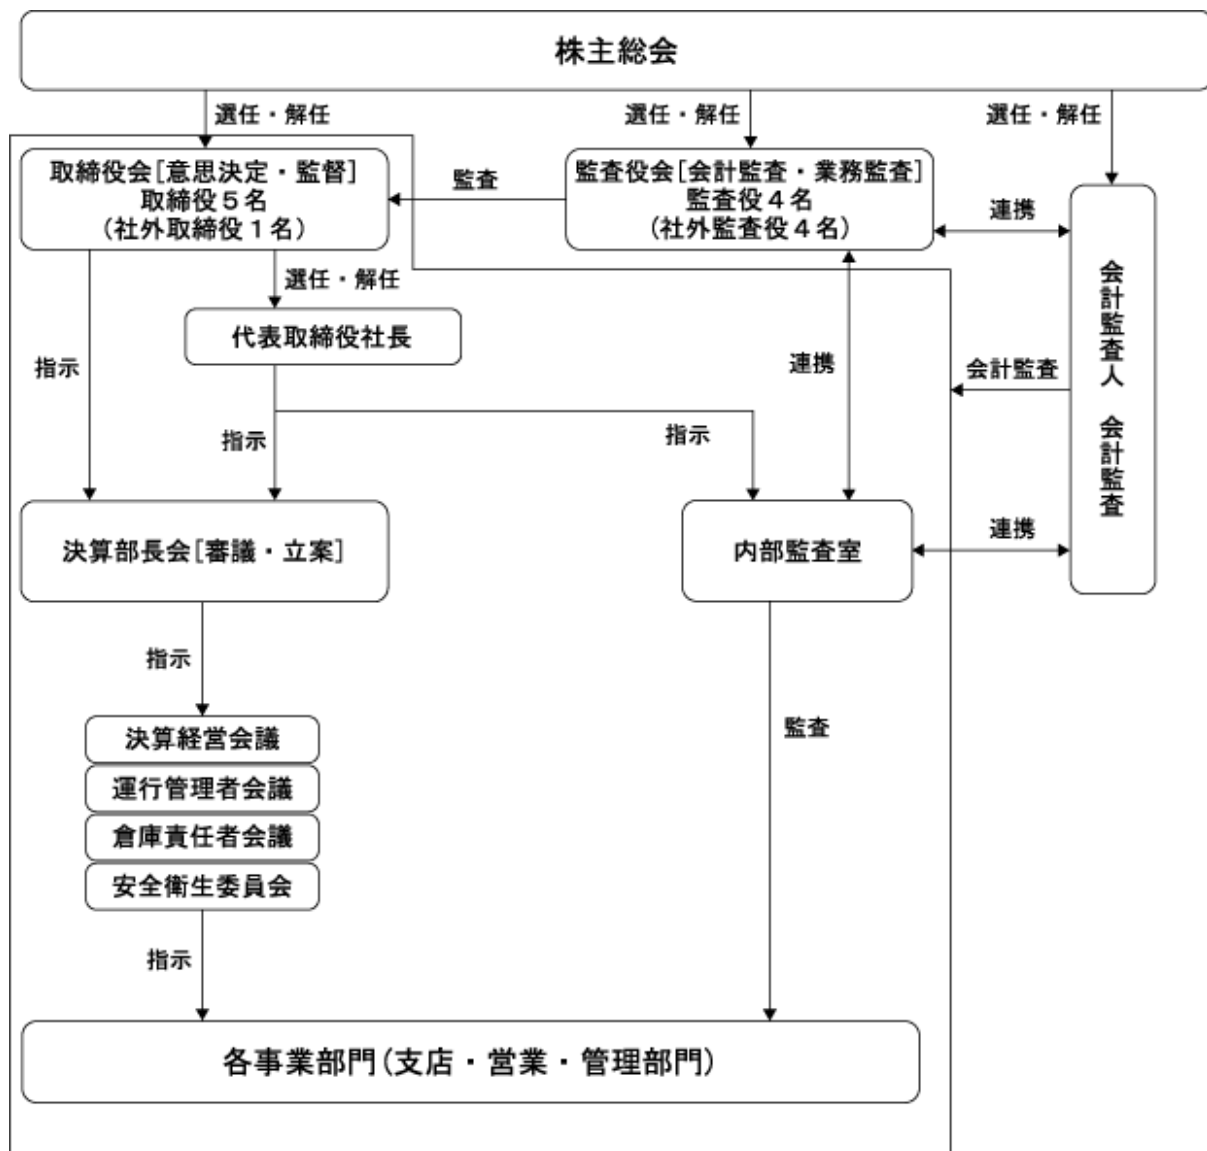 株主総会
選任・解任
選任・解任
選任・解任
取締役会[意思決定・監督]
取締役５名
(社外取締役１名)
監査
監査役会[会計監査・業務監査]
監査役４名
(社外監査役４名)
連携
会計監査人　会計監査
選任・解任
代表取締役社長
指示
連携
会計監査
指示
指示
決算部長会[審議・立案]
内部監査室
連携
指示
決算経営会議
運行管理者会議
倉庫責任者会議
安全衛生委員会
監査
指示
各事業部門(支店・営業・管理部門)